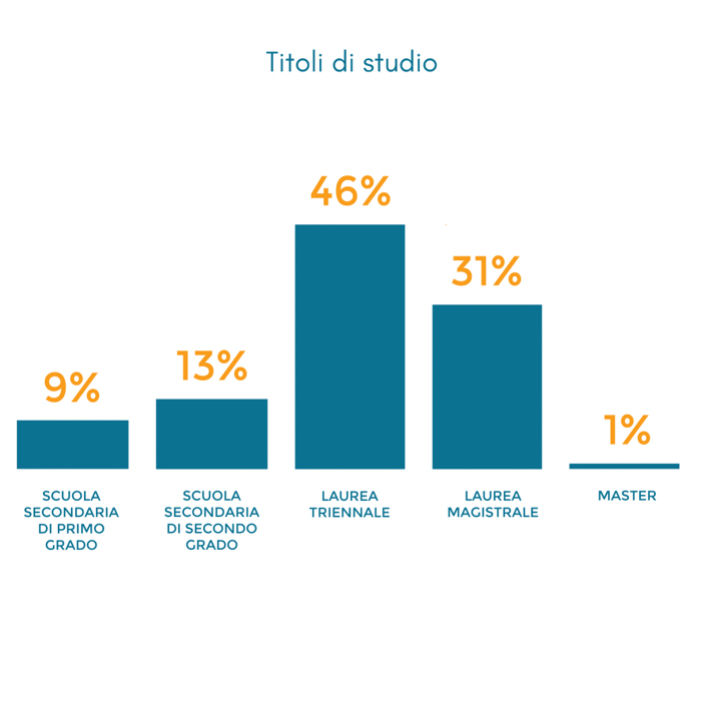 Titoli di studio
46%
31%
13%
9%
1%
SCUOLA
SECONDARIA
DI PRIMO
GRADO
SCUOLA
SECONDARIA
DI SECONDO
GRADO
LAUREA
TRIENNALE
LAUREA
MAGISTRALE
MASTER